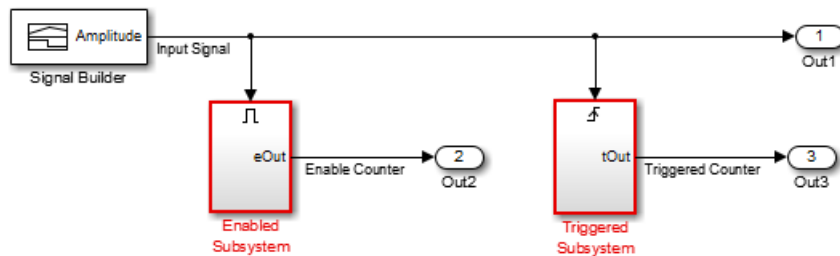 Amplitude
Input Signal
Signal Builder
1
Out1
eOut
Enable Counter
2
Out2
Enabled
Subsystem
tOut
Triggered Counter
3
Out3
Triggered
Subsystem